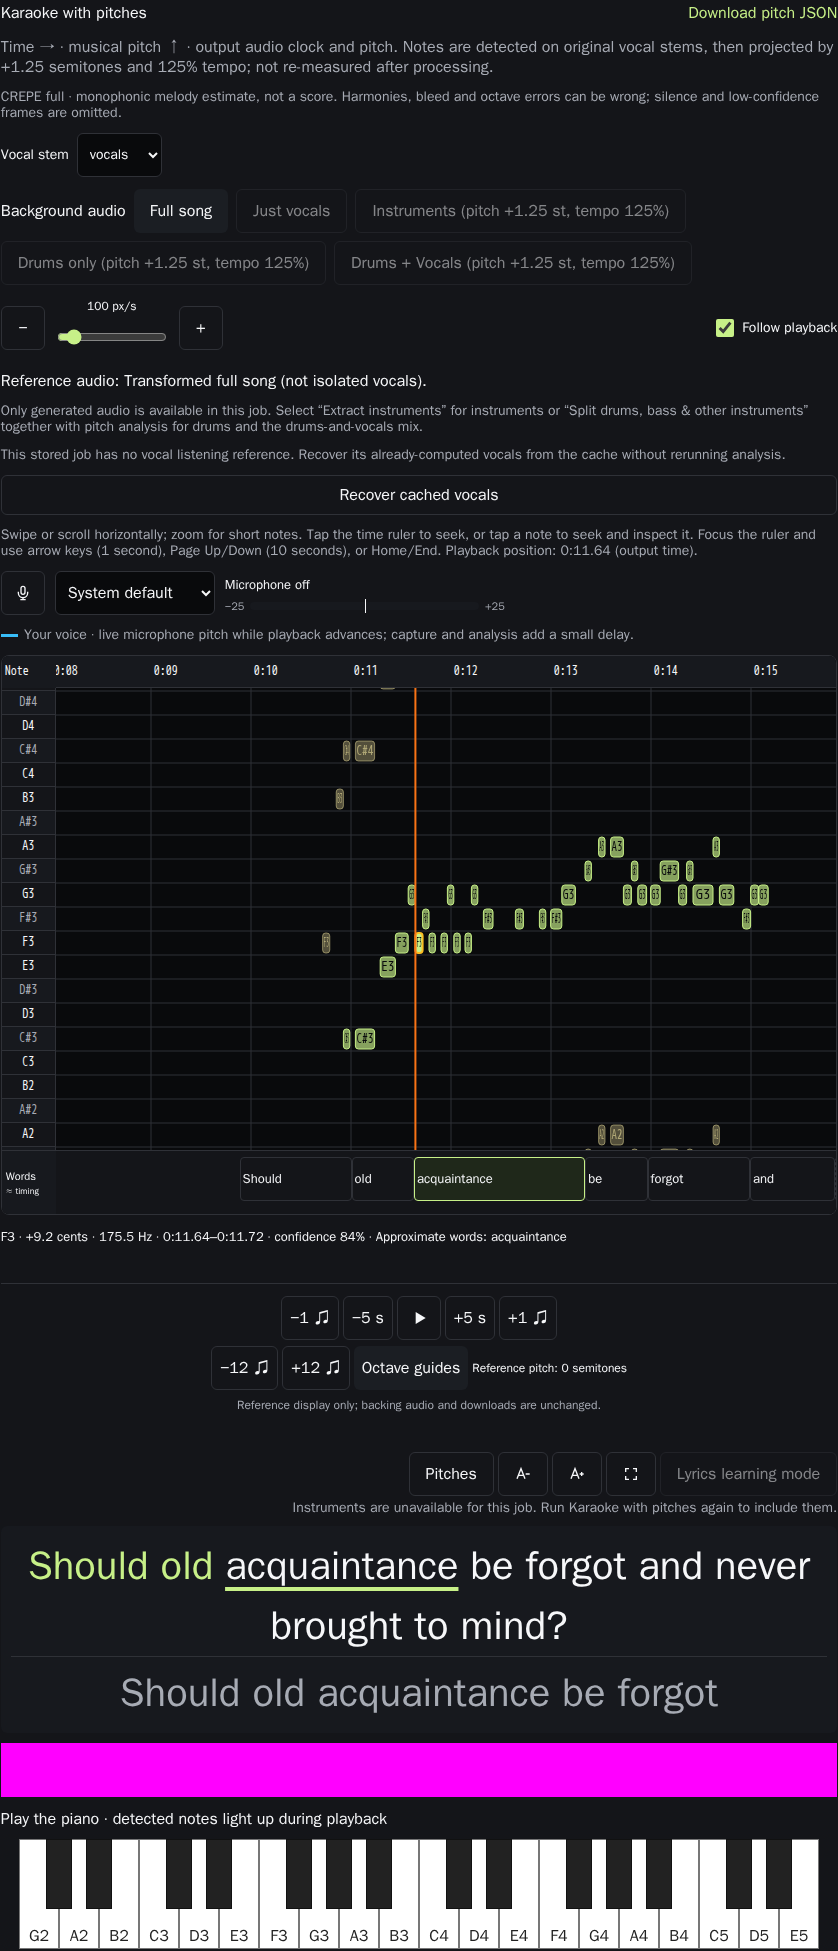 Karaoke with pitches
Download pitch JSON
Time → · musical pitch ↑ · output audio clock and pitch. Notes are detected on original vocal stems, then projected by
+1.25 semitones and 125% tempo; not re-measured after processing.
CREPE full · monophonic melody estimate, not a score. Harmonies, bleed and octave errors can be wrong; silence and low-confidence
frames are omitted.
Vocal stem vocals
Background audio Full song Just vocals Instruments (pitch +1.25 st, tempo 125%)
Drums only (pitch +1.25 st, tempo 125%) Drums + Vocals (pitch +1.25 st, tempo 125%)
100 px/s
− + Follow playback
Reference audio: Transformed full song (not isolated vocals).
Only generated audio is available in this job. Select “Extract instruments” for instruments or “Split drums, bass & other instruments”
together with pitch analysis for drums and the drums-and-vocals mix.
This stored job has no vocal listening reference. Recover its already-computed vocals from the cache without rerunning analysis.
Recover cached vocals
Swipe or scroll horizontally; zoom for short notes. Tap the time ruler to seek, or tap a note to seek and inspect it. Focus the ruler and
use arrow keys (1 second), Page Up/Down (10 seconds), or Home/End. Playback position: 0:11.64 (output time).
System default
Microphone off
−25 +25
Your voice · live microphone pitch while playback advances; capture and analysis add a small delay.
Note 0:08 0:09 0:10 0:11 0:12 0:13 0:14 0:15
D#4
D4
C#4 C#4
C4
B3
A#3
A3 A3
G#3 G#3
G3 G3 G3 G3 G3 G3 G3 G3 G3 G3 G3
F#3 F#3
F3 F3
E3 E3
D#3
D3
C#3 C#3
C3
B2
A#2
A2 A2
Words
≈ timing
Should old acquaintance be forgot and
F3 · +9.2 cents · 175.5 Hz · 0:11.64–0:11.72 · confidence 84% · Approximate words: acquaintance
−1 ♫ −5 s ▶ +5 s +1 ♫
−12 ♫ +12 ♫ Octave guides Reference pitch: 0 semitones
Reference display only; backing audio and downloads are unchanged.
Pitches A- A+ Lyrics learning mode
Instruments are unavailable for this job. Run Karaoke with pitches again to include them.
Should old acquaintance be forgot and never
brought to mind?
Should old acquaintance be forgot
Play the piano · detected notes light up during playback
G2 A2 B2 C3 D3 E3 F3 G3 A3 B3 C4 D4 E4 F4 G4 A4 B4 C5 D5 E5